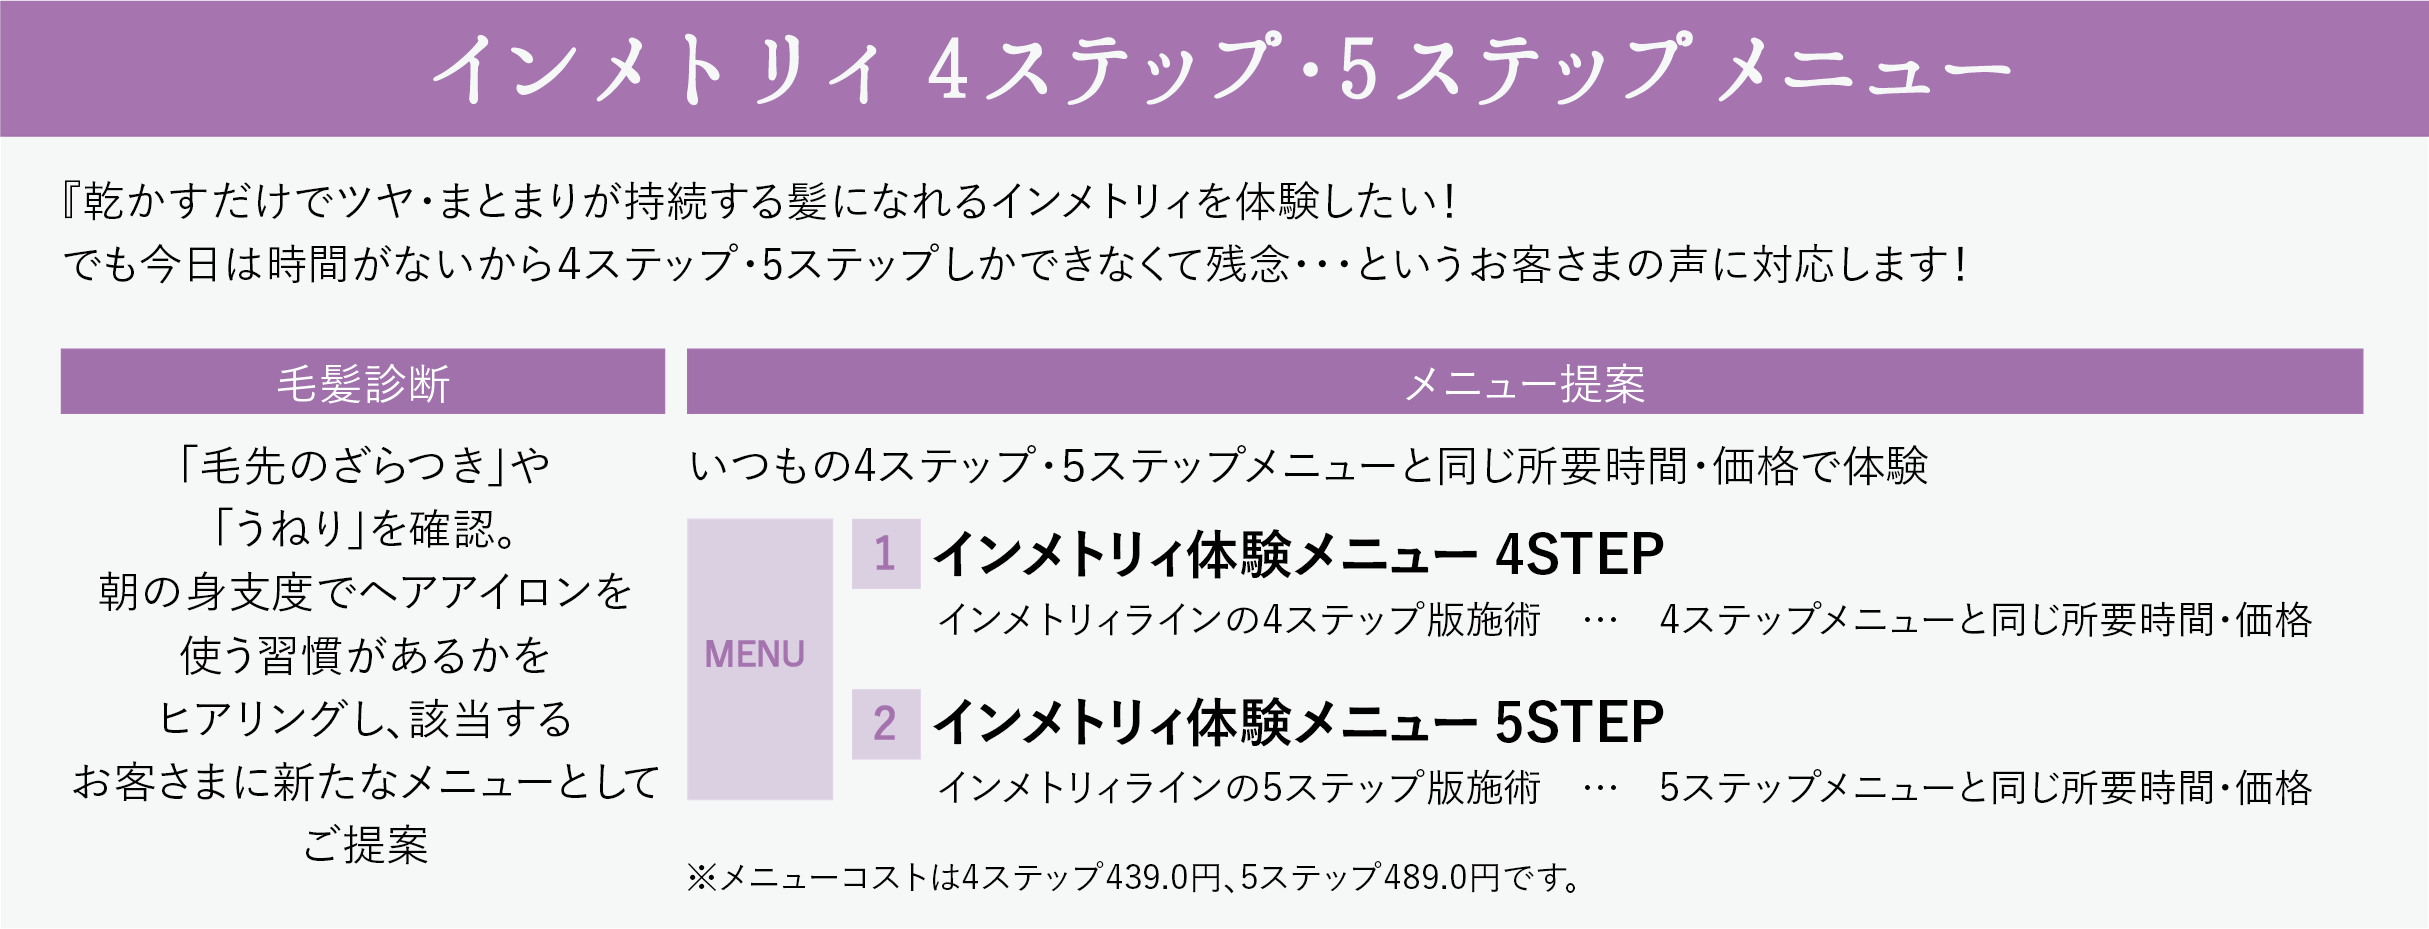 インメトリィ 4ステップ・5ステップ メニュー
『乾かすだけでツヤ・まとまりが持続する髪になれるインメトリィを体験したい！
でも今日は時間がないから4ステップ・5ステップしかできなくて残念・・・というお客さまの声に対応します！
毛髪診断
「毛先のざらつき」や
「うねり」を確認。
朝の身支度でヘアアイロンを
使う習慣があるかを
ヒアリングし、該当する
お客さまに新たなメニューとして
ご提案
メニュー提案
いつもの4ステップ・5ステップメニューと同じ所要時間・価格で体験
MENU
1 インメトリィ体験メニュー 4STEP
インメトリィラインの4ステップ版施術　…　4ステップメニューと同じ所要時間・価格
2 インメトリィ体験メニュー 5STEP
インメトリィラインの5ステップ版施術　…　5ステップメニューと同じ所要時間・価格
※メニューコストは4ステップ439.0円、5ステップ489.0円です。